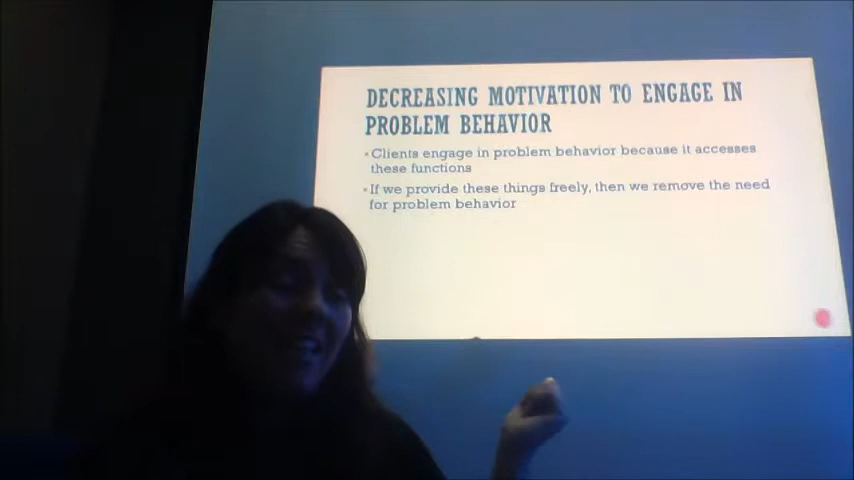 DECREASING MOTIVATION TO ENGAGE IN
PROBLEM BEHAVIOR
▪ Clients engage in problem behavior because it accesses
these functions
▪ If we provide these things freely, then we remove the need
for problem behavior